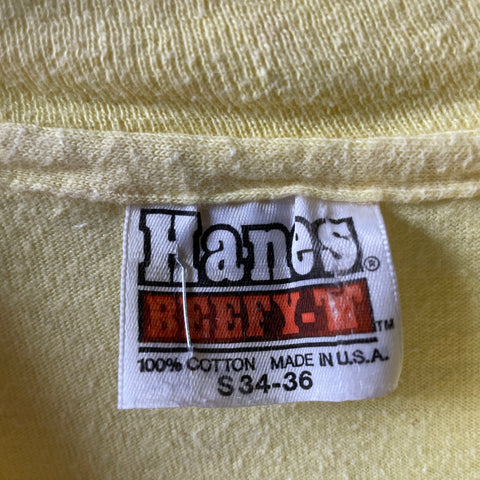 Hanes®
BEEFY-T™
100% COTTON MADE IN U.S.A.
S 34-36